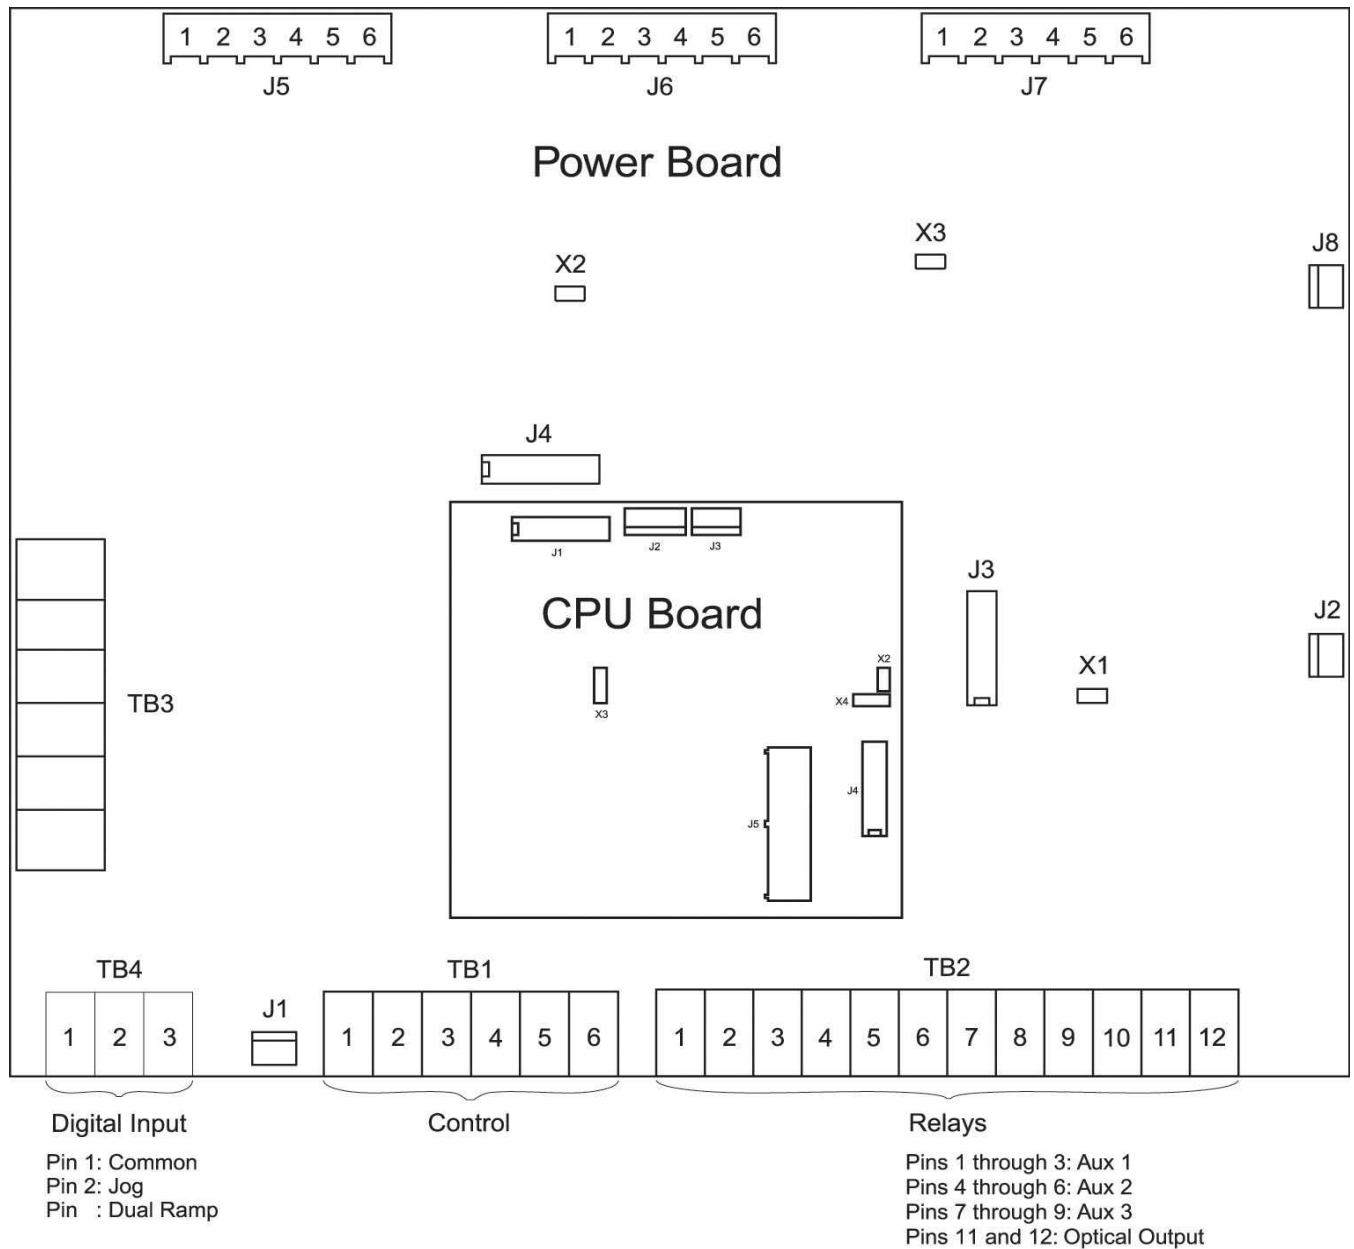 1 2 3 4 5 6
J5
1 2 3 4 5 6
J6
1 2 3 4 5 6
J7
Power Board
X2
X3
J8
J4
J1
J2
J3
CPU Board
X3
X2
X4
J4
J5
J3
X1
J2
TB3
TB4
1 2 3
J1
TB1
1 2 3 4 5 6
TB2
1 2 3 4 5 6 7 8 9 10 11 12
Digital Input
Pin 1: Common
Pin 2: Jog
Pin : Dual Ramp
Control
Relays
Pins 1 through 3: Aux 1
Pins 4 through 6: Aux 2
Pins 7 through 9: Aux 3
Pins 11 and 12: Optical Output